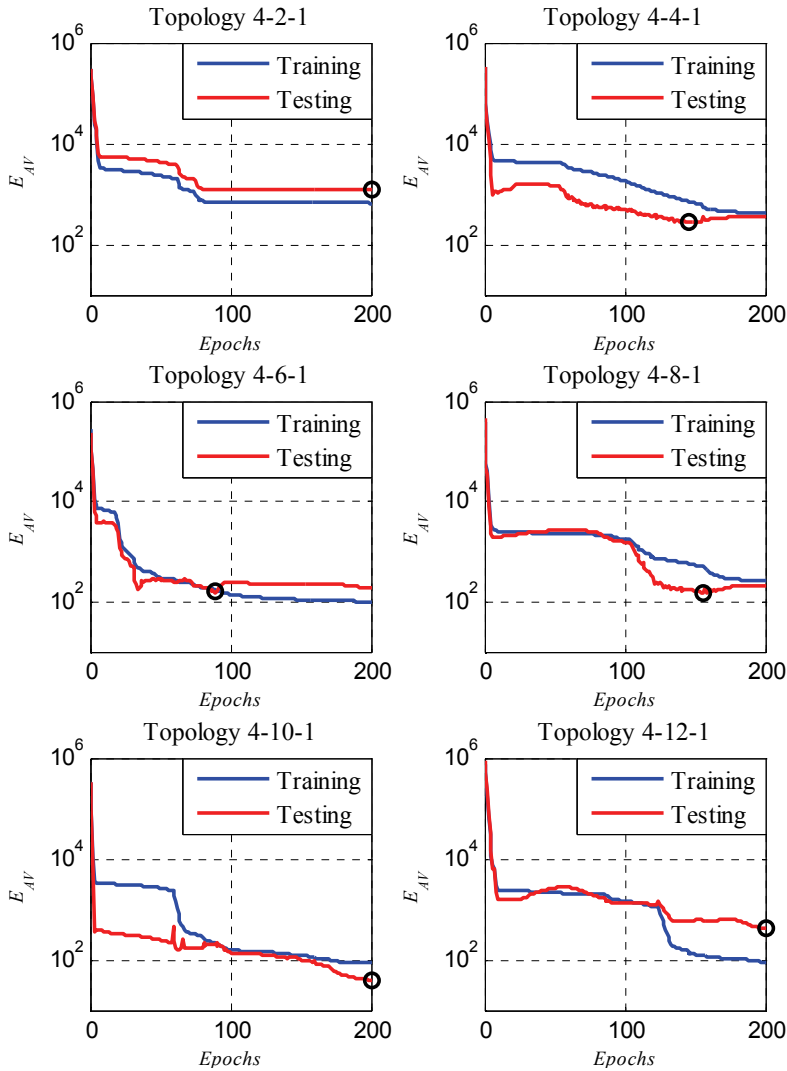 Topology 4-2-1
10^6
10^4
10^2
E_AV
Training
Testing
0
100
200
Epochs
Topology 4-4-1
10^6
10^4
10^2
E_AV
Training
Testing
0
100
200
Epochs
Topology 4-6-1
10^6
10^4
10^2
E_AV
Training
Testing
0
100
200
Epochs
Topology 4-8-1
10^6
10^4
10^2
E_AV
Training
Testing
0
100
200
Epochs
Topology 4-10-1
10^6
10^4
10^2
E_AV
Training
Testing
0
100
200
Epochs
Topology 4-12-1
10^6
10^4
10^2
E_AV
Training
Testing
0
100
200
Epochs